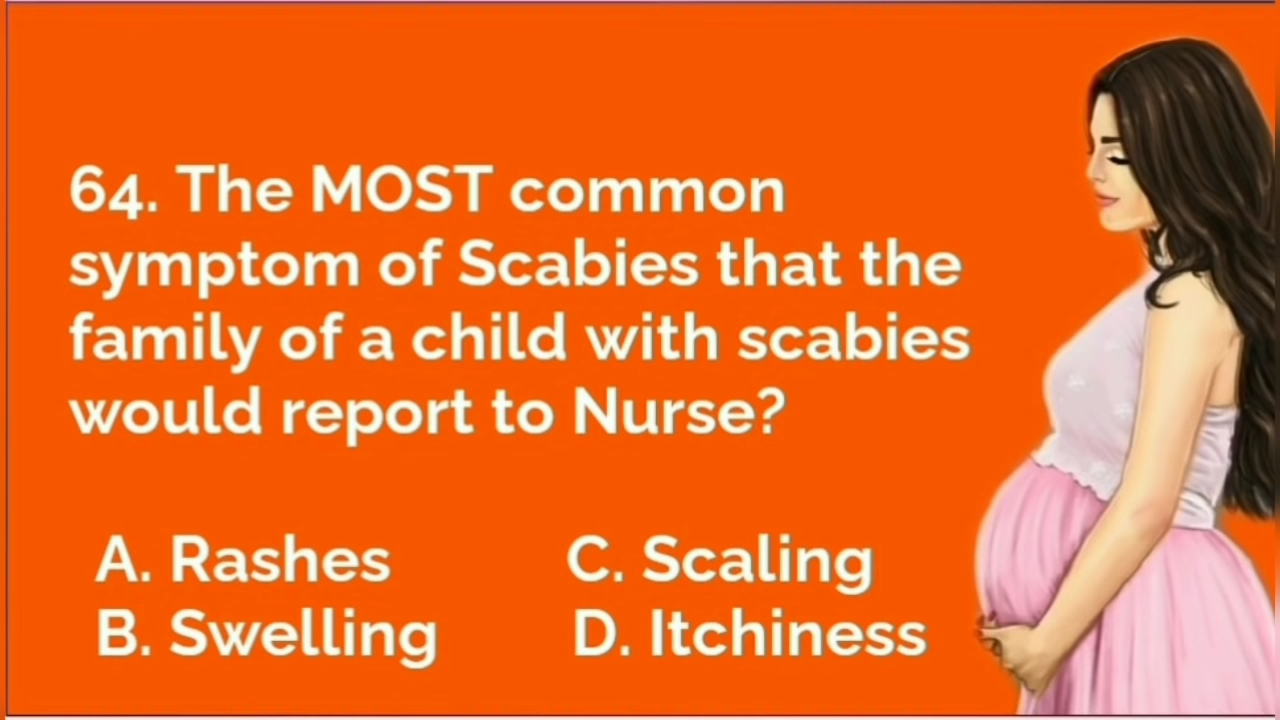 64. The MOST common
symptom of Scabies that the
family of a child with scabies
would report to Nurse?
A. Rashes
B. Swelling
C. Scaling
D. Itchiness